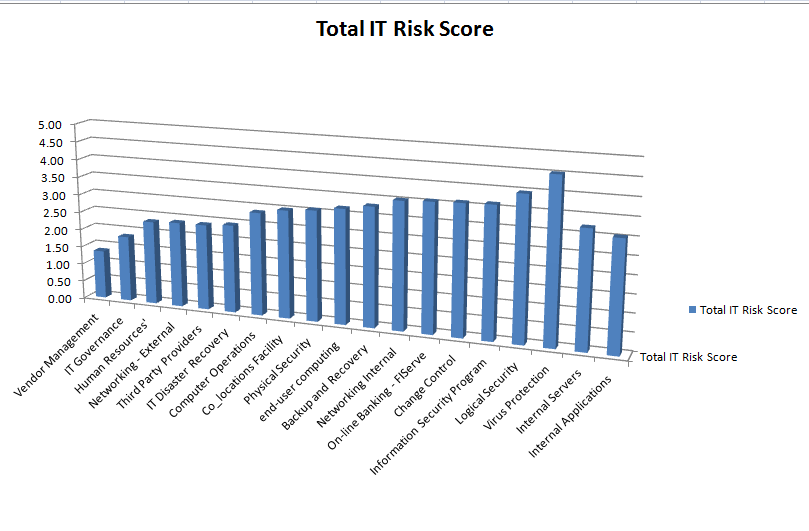 Total IT Risk Score
5.00
4.50
4.00
3.50
3.00
2.50
2.00
1.50
1.00
0.50
0.00
Vendor Management
IT Governance
Human Resources'
Networking - External
Third Party Providers
IT Disaster Recovery
Computer Operations
Co_locations Facility
Physical Security
end-user computing
Backup and Recovery
Networking Internal
On-line Banking - FIServe
Change Control
Information Security Program
Logical Security
Virus Protection
Internal Servers
Internal Applications
Total IT Risk Score
Total IT Risk Score